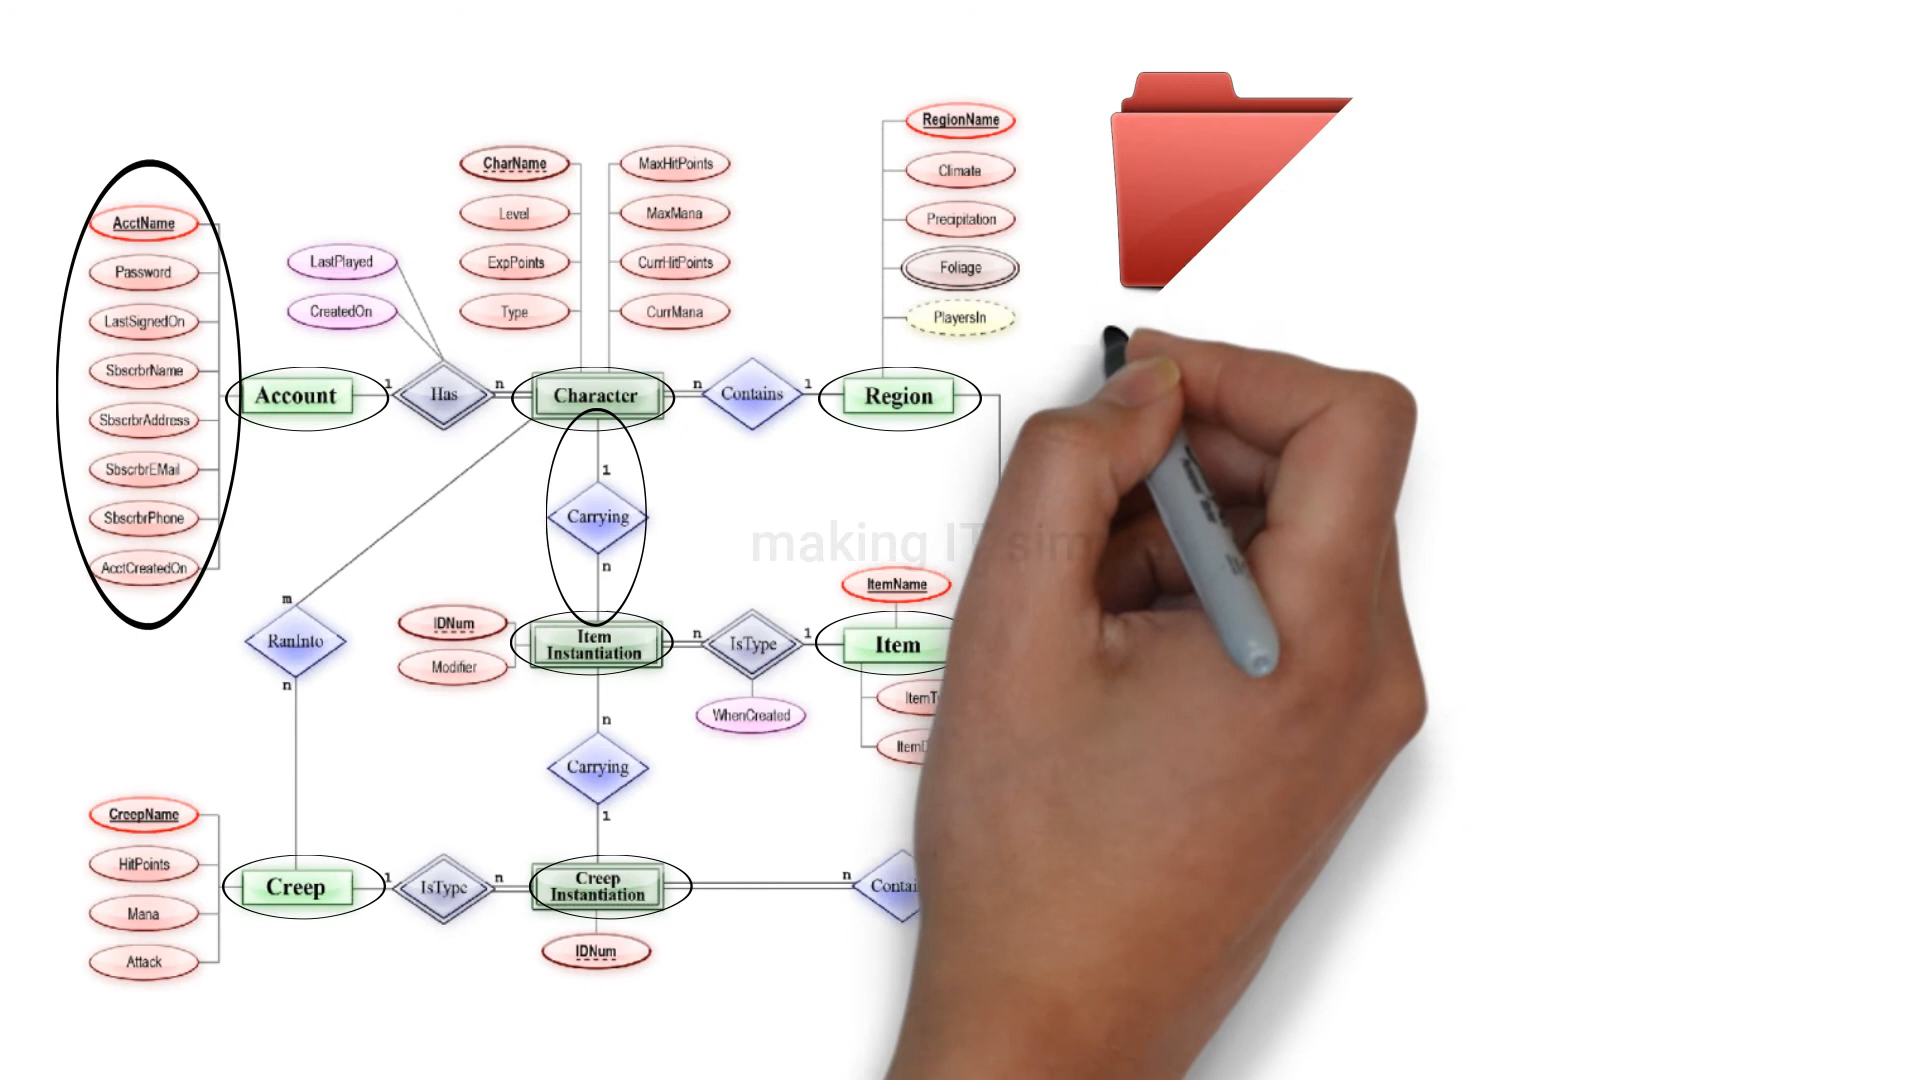 RegionName
CharName
MaxHitPoints
Climate
AcctName
Level
MaxMana
Precipitation
Password
LastPlayed
ExpPoints
CurrHitPoints
Foliage
LastSignedOn
CreatedOn
Type
CurrMana
PlayersIn
SbscrbrName
Account
1
Has
n
Character
n
Contains
1
Region
SbscrbrAddress
SbscrbrEMail
1
SbscrbrPhone
Carrying
making IT sim
AcctCreatedOn
n
ItemName
m
RanInto
IDNum
Item
Instantiation
n
IsType
1
Item
Modifier
n
WhenCreated
n
Carrying
CreepName
1
HitPoints
Creep
1
IsType
n
Creep
Instantiation
n
Mana
Attack
IDNum